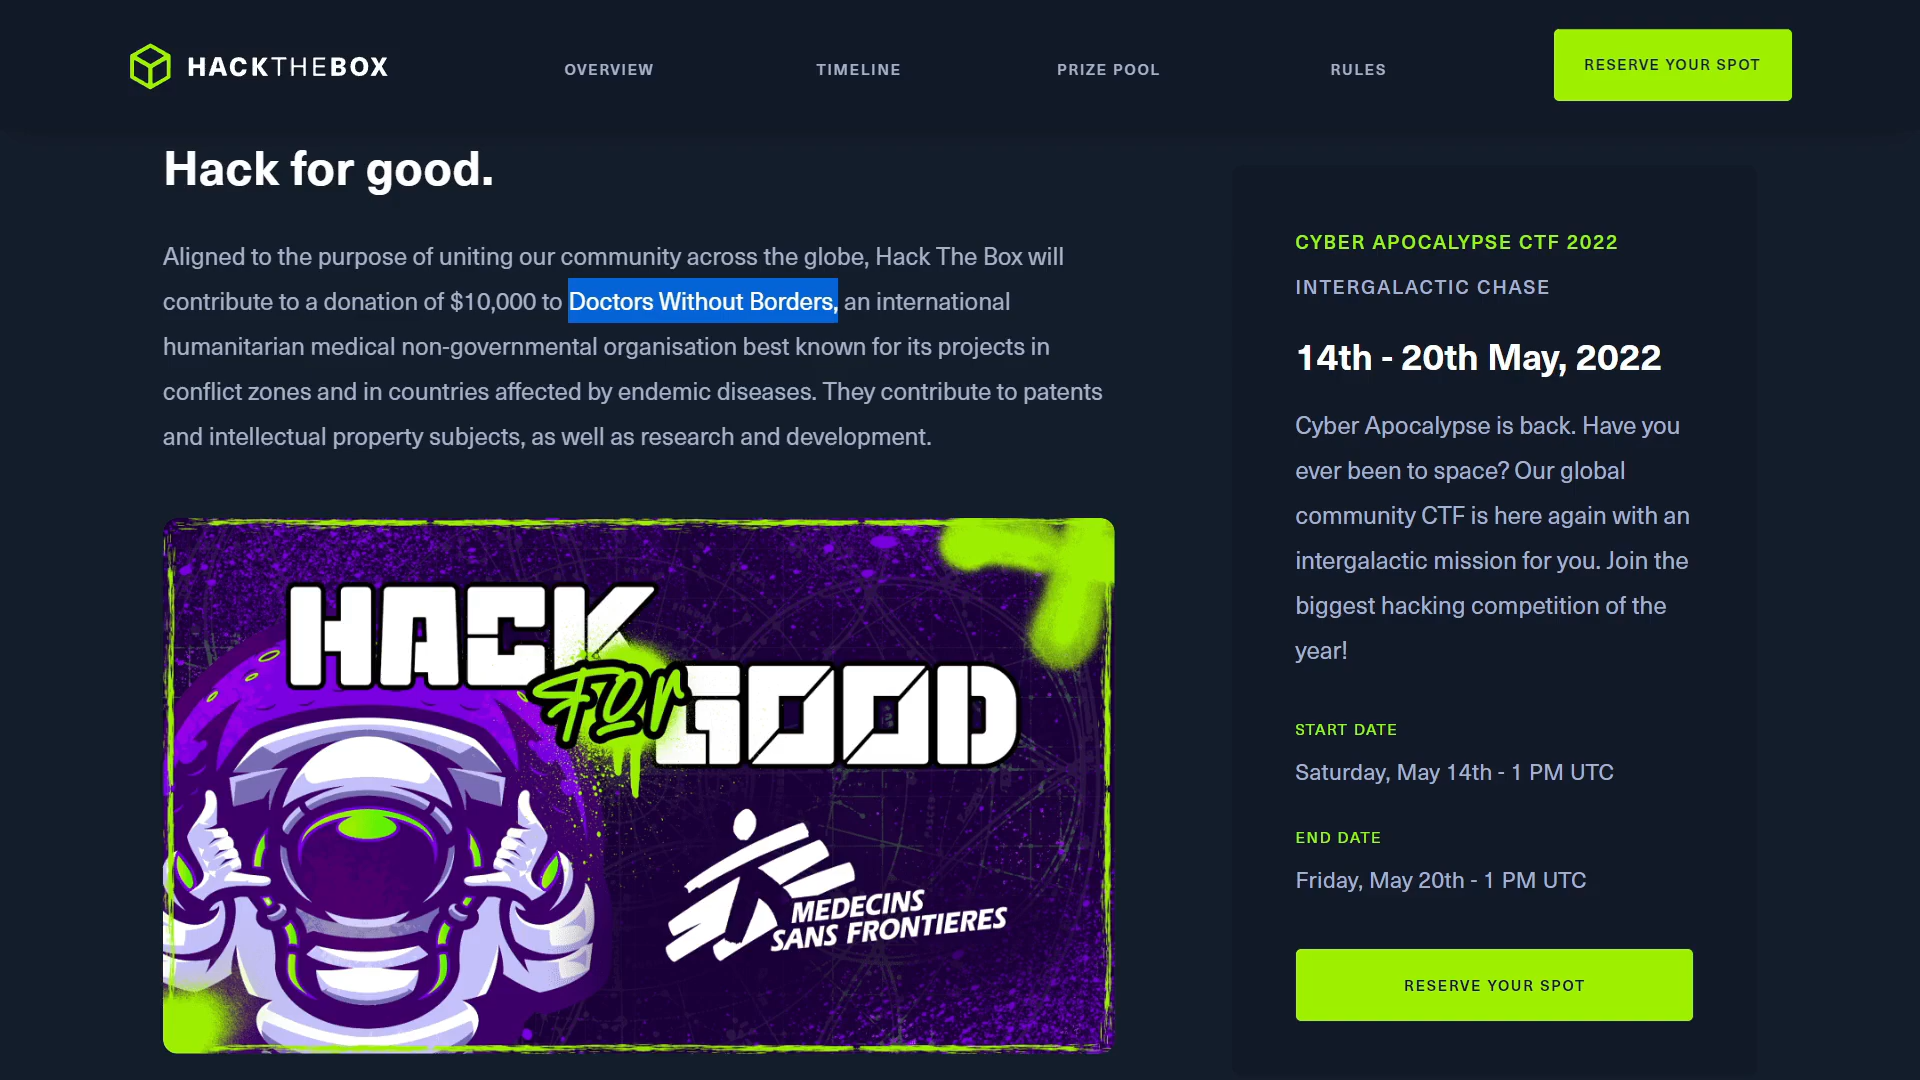 HACKTHEBOX
OVERVIEW
TIMELINE
PRIZE POOL
RULES
RESERVE YOUR SPOT
Hack for good.
Aligned to the purpose of uniting our community across the globe, Hack The Box will
contribute to a donation of $10,000 to Doctors Without Borders, an international
humanitarian medical non-governmental organisation best known for its projects in
conflict zones and in countries affected by endemic diseases. They contribute to patents
and intellectual property subjects, as well as research and development.
HACK
For
GOOD
MEDECINS
SANS FRONTIERES
CYBER APOCALYPSE CTF 2022
INTERGALACTIC CHASE
14th - 20th May, 2022
Cyber Apocalypse is back. Have you
ever been to space? Our global
community CTF is here again with an
intergalactic mission for you. Join the
biggest hacking competition of the
year!
START DATE
Saturday, May 14th - 1 PM UTC
END DATE
Friday, May 20th - 1 PM UTC
RESERVE YOUR SPOT